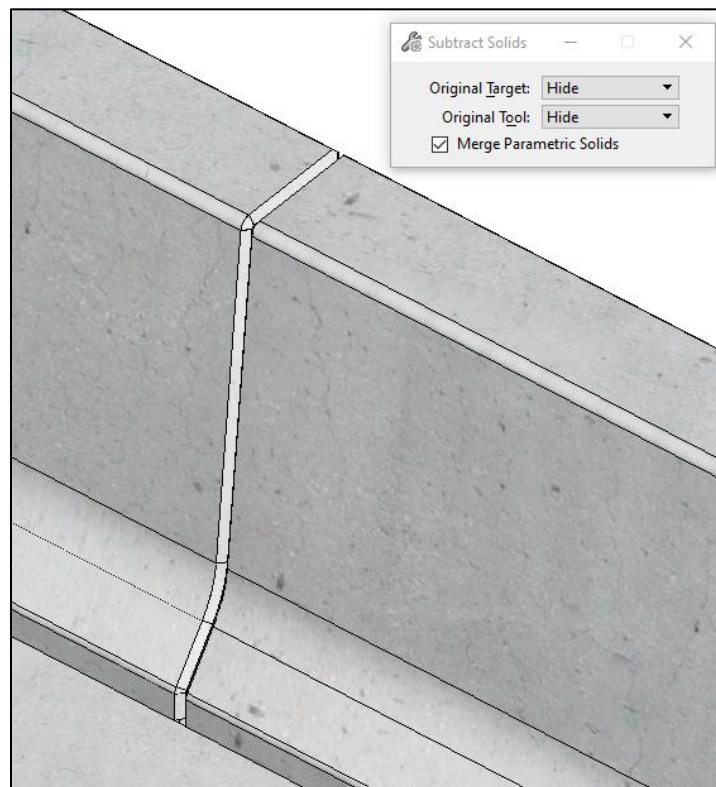 Subtract Solids
Original Target: Hide
Original Tool: Hide
Merge Parametric Solids